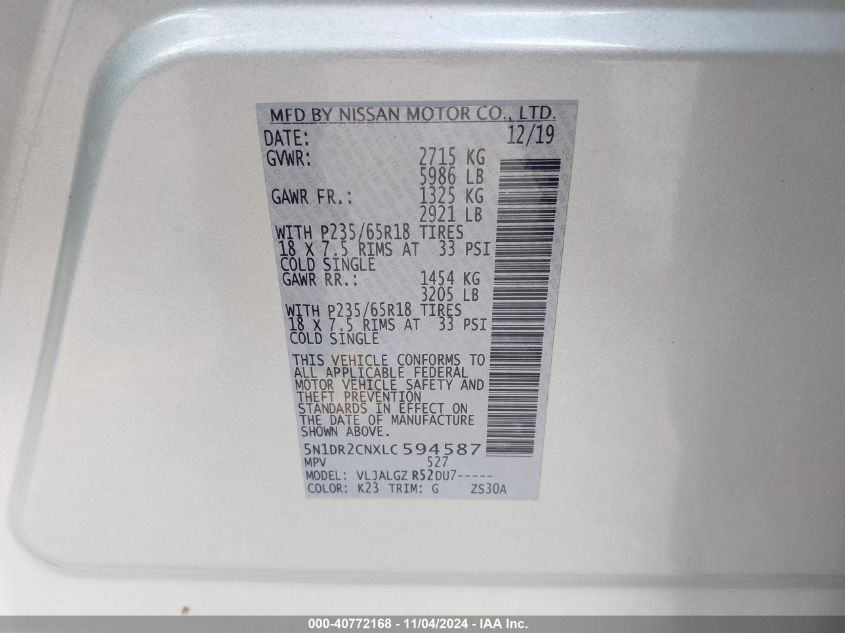 MFD BY NISSAN MOTOR CO., LTD.
DATE: 12/19
GVWR: 2715 KG
5986 LB
GAWR FR.: 1325 KG
2921 LB
WITH P235/65R18 TIRES
18 X 7.5 RIMS AT 33 PSI
COLD SINGLE
GAWR RR.: 1454 KG
3205 LB
WITH P235/65R18 TIRES
18 X 7.5 RIMS AT 33 PSI
COLD SINGLE
THIS VEHICLE CONFORMS TO
ALL APPLICABLE FEDERAL
MOTOR VEHICLE SAFETY AND
THEFT PREVENTION
STANDARDS IN EFFECT ON
THE DATE OF MANUFACTURE
SHOWN ABOVE.
5N1DR2CNXLC594587
MPV 527
MODEL: VLJALGZ R52DU7-----
COLOR: K23 TRIM: G ZS30A
000-40772168 - 11/04/2024 - IAA Inc.